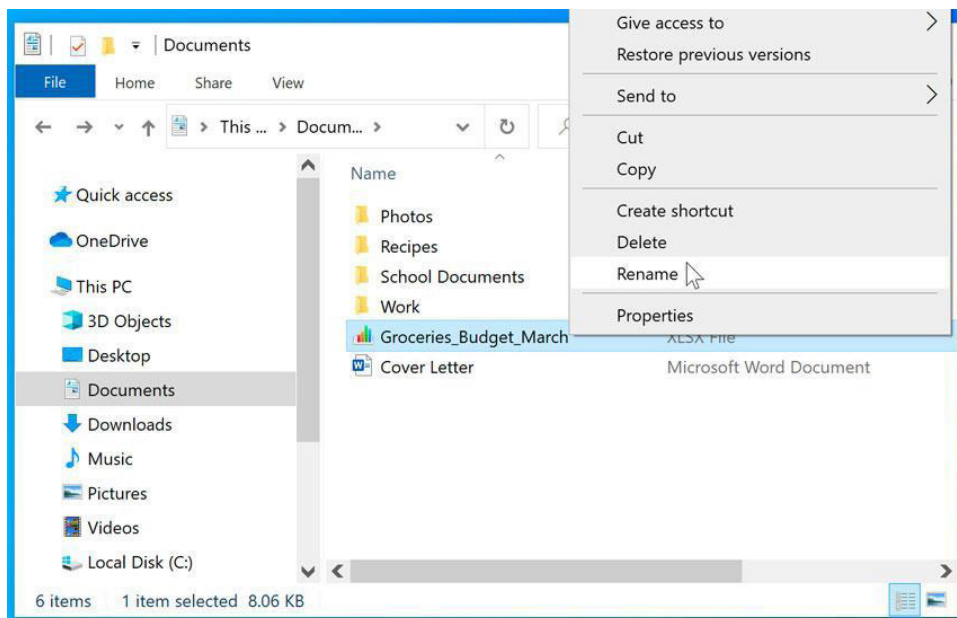 Documents
File Home Share View
This ... Docum...
Quick access
OneDrive
This PC
3D Objects
Desktop
Documents
Downloads
Music
Pictures
Videos
Local Disk (C:)
Name
Photos
Recipes
School Documents
Work
Groceries_Budget_March XLSX File
Cover Letter Microsoft Word Document
Give access to
Restore previous versions
Send to
Cut
Copy
Create shortcut
Delete
Rename
Properties
6 items 1 item selected 8.06 KB